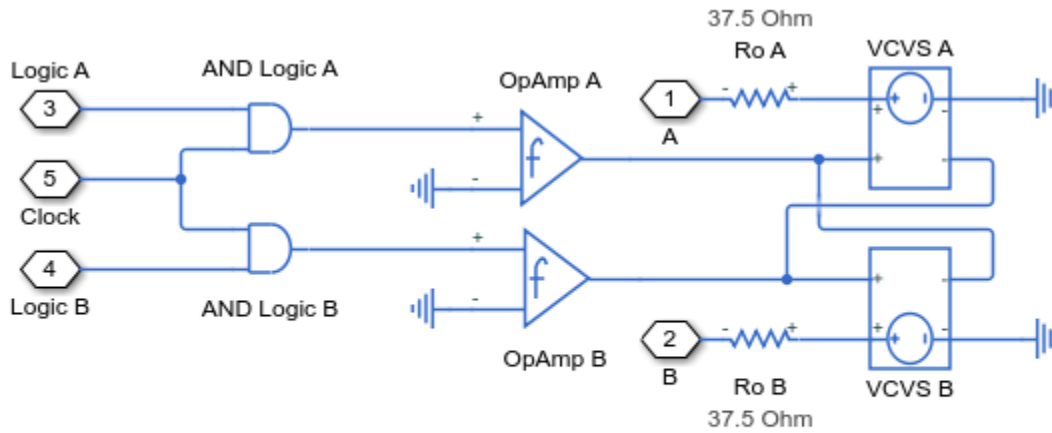 37.5 Ohm
Ro A
VCVS A
Logic A
AND Logic A
OpAmp A
3
1
A
+
-
-
+
+
-
+
-
+
-
5
Clock
4
Logic B
AND Logic B
+
-
OpAmp B
2
B
-
+
+
-
+
-
+
-
Ro B
VCVS B
37.5 Ohm